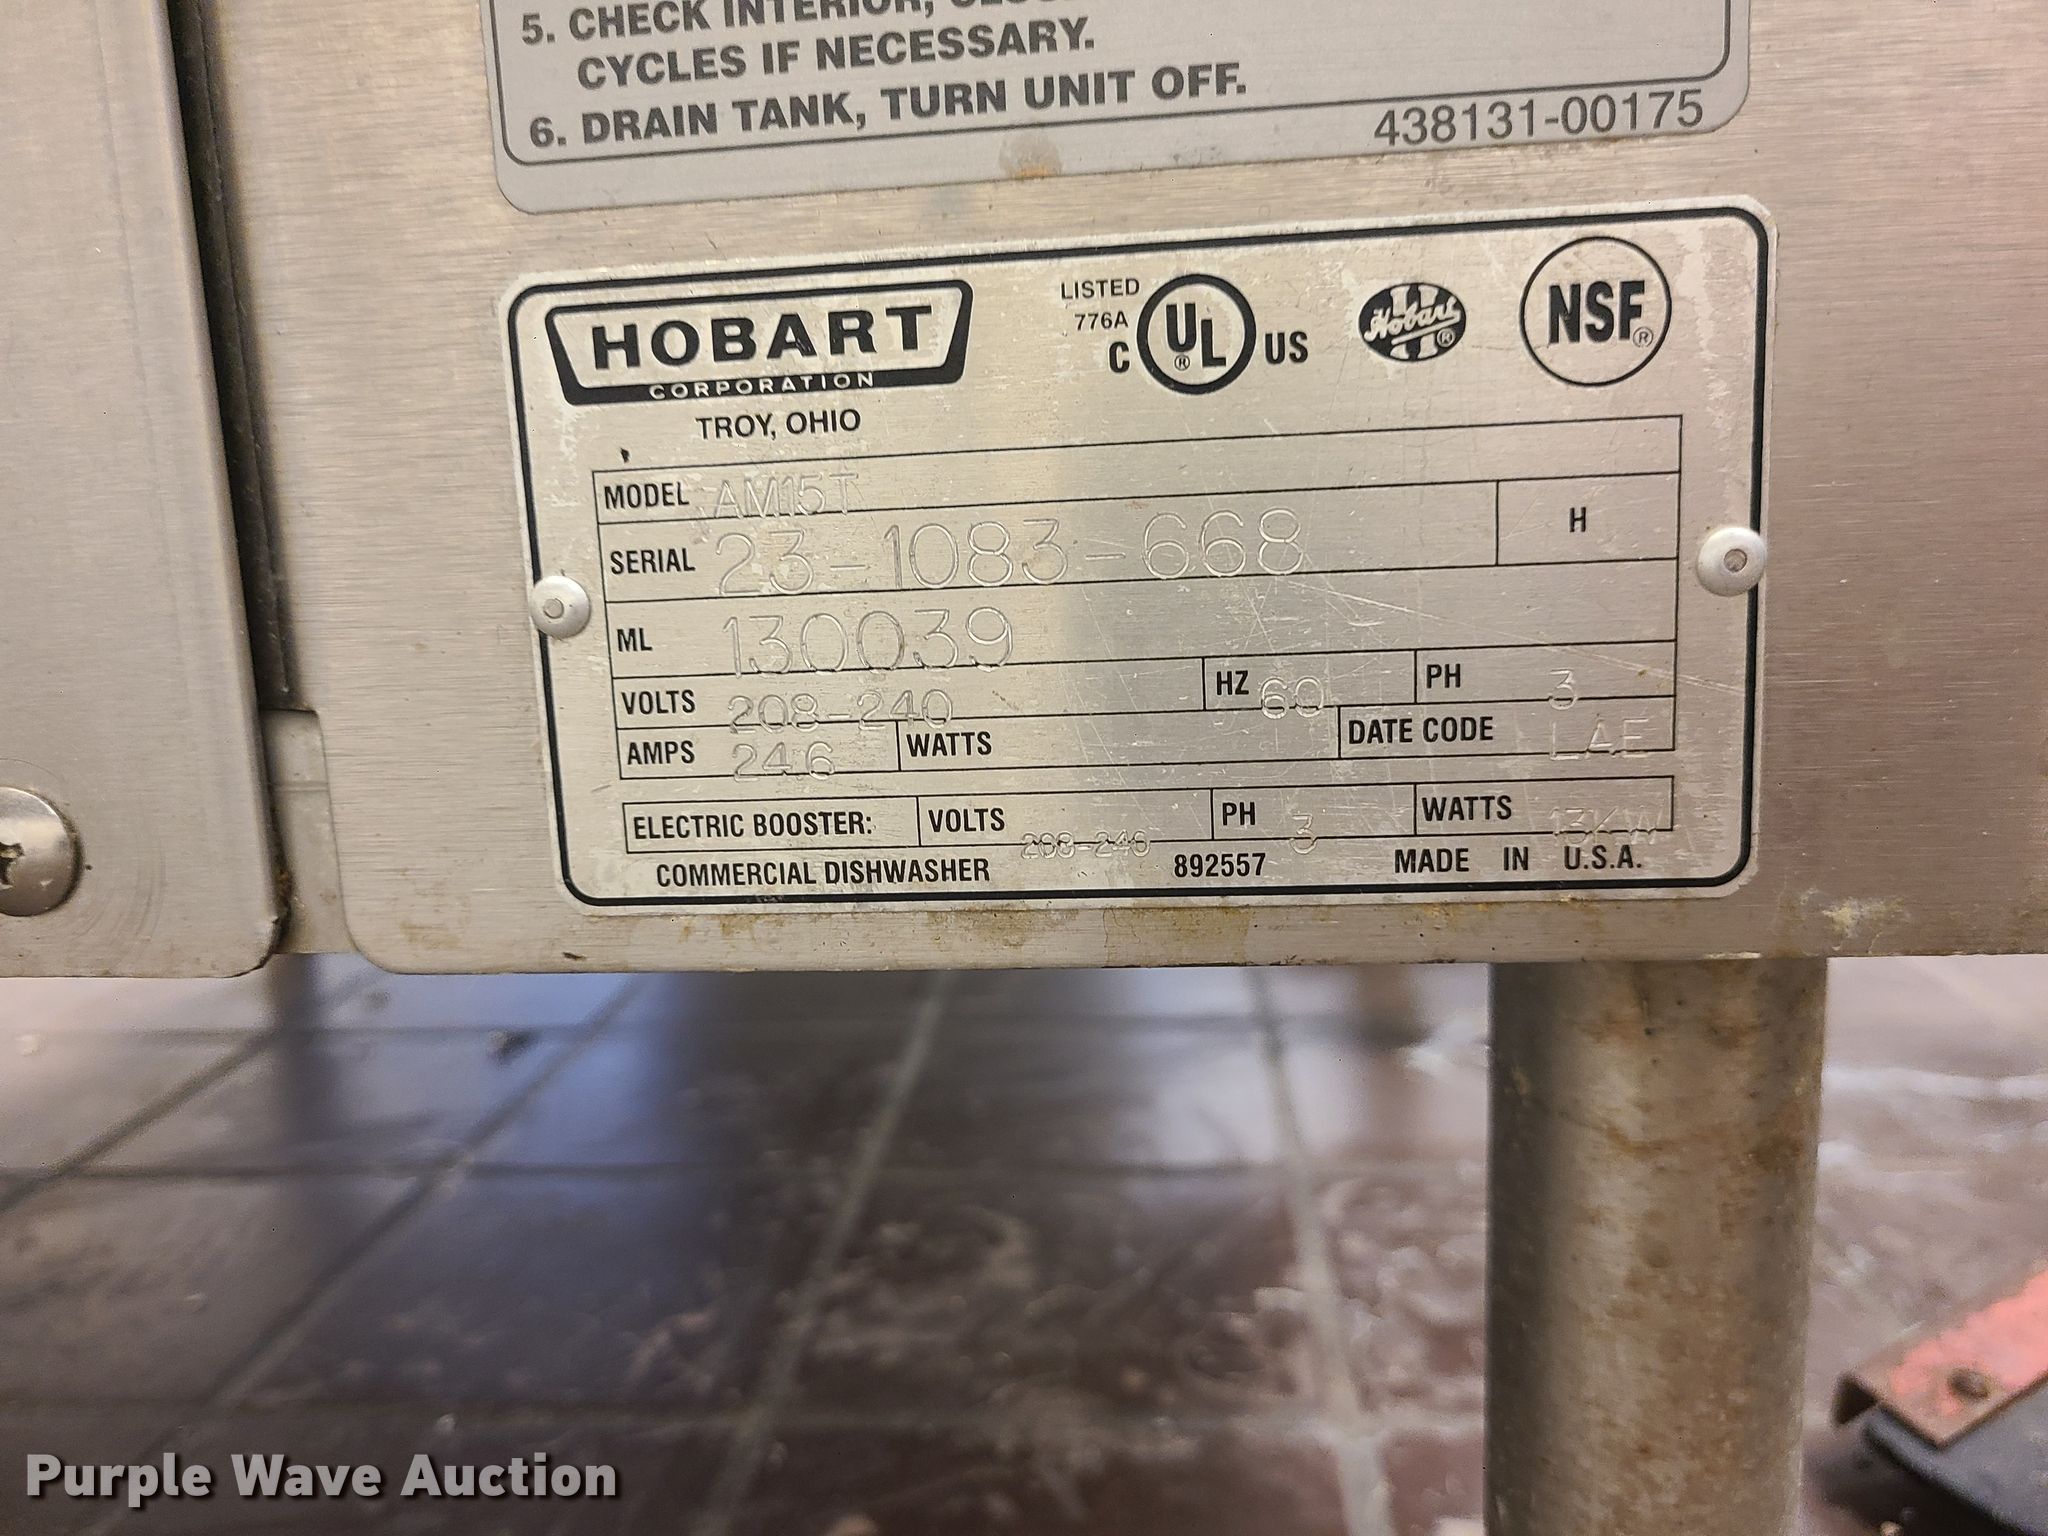 5. CHECK INTERIOR,
CYCLES IF NECESSARY.
6. DRAIN TANK, TURN UNIT OFF.
438131-00175
HOBART
CORPORATION
TROY, OHIO
LISTED
776A
C UL® US
Hobart®
NSF®
MODEL AM15T
SERIAL 23-1083-668 H
ML 130039
VOLTS 208-240 HZ 60 PH 3
AMPS 24.6 WATTS DATE CODE
ELECTRIC BOOSTER: VOLTS 208-240 PH 3 WATTS 13KW
COMMERCIAL DISHWASHER 892557 MADE IN U.S.A.
Purple Wave Auction